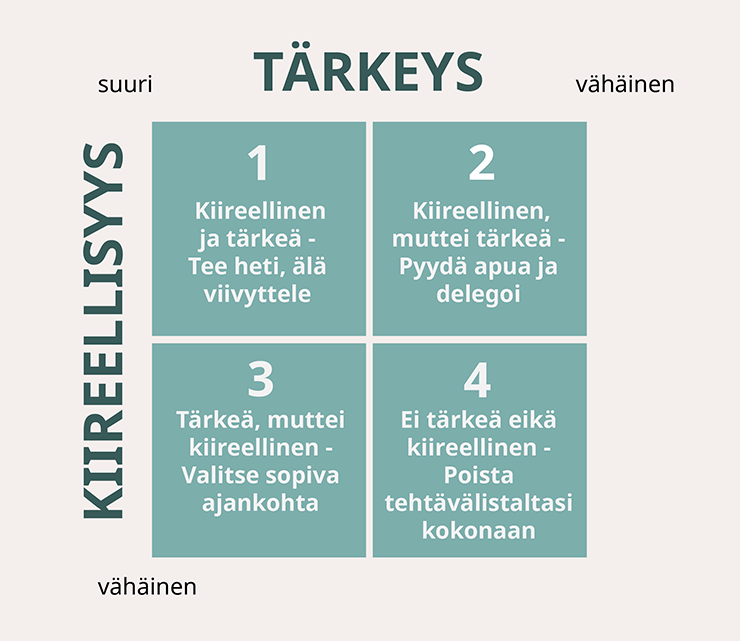 TÄRKEYS
suuri
vähäinen
KIIREELLISYYS
1
Kiireellinen
ja tärkeä -
Tee heti, älä
viivyttele
2
Kiireellinen,
muttei tärkeä -
Pyydä apua ja
delegoi
3
Tärkeä, muttei
kiireellinen -
Valitse sopiva
ajankohta
4
Ei tärkeä eikä
kiireellinen -
Poista
tehtävälistaltasi
kokonaan
vähäinen